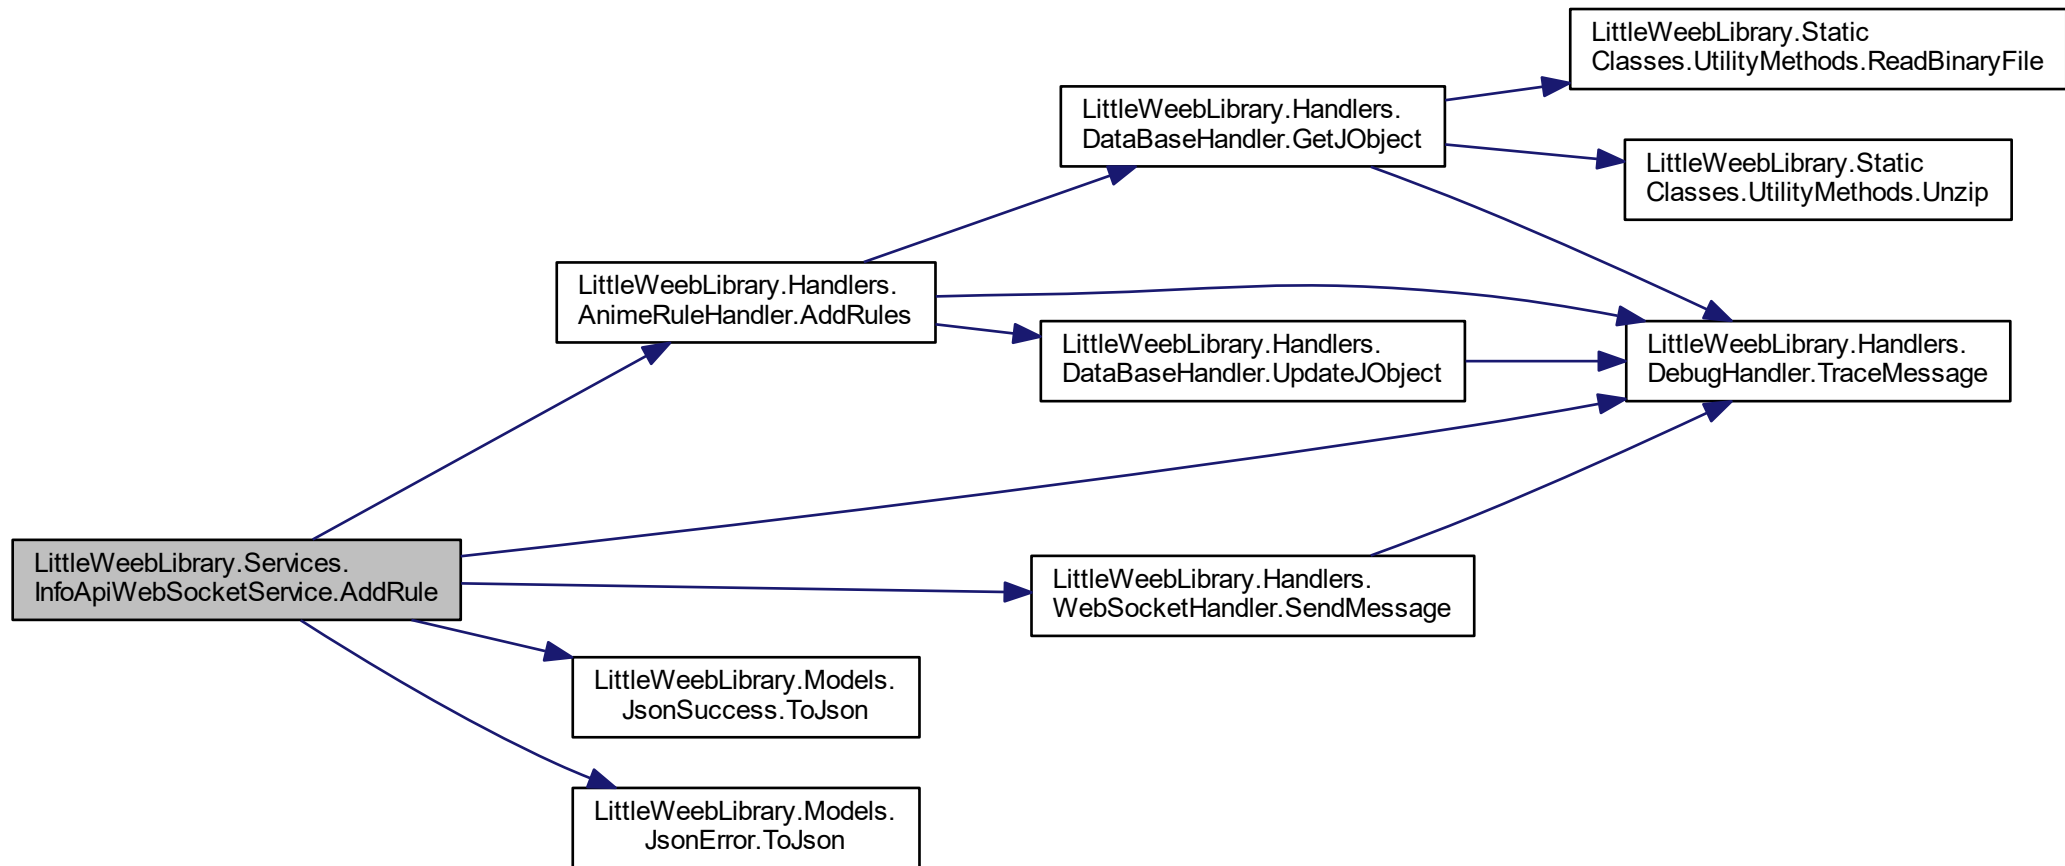 LittleWeebLibrary.Static
Classes.UtilityMethods.ReadBinaryFile
LittleWeebLibrary.Handlers.
DataBaseHandler.GetJObject
LittleWeebLibrary.Static
Classes.UtilityMethods.Unzip
LittleWeebLibrary.Handlers.
AnimeRuleHandler.AddRules
LittleWeebLibrary.Handlers.
DataBaseHandler.UpdateJObject
LittleWeebLibrary.Handlers.
DebugHandler.TraceMessage
LittleWeebLibrary.Services.
InfoApiWebSocketService.AddRule
LittleWeebLibrary.Handlers.
WebSocketHandler.SendMessage
LittleWeebLibrary.Models.
JsonSuccess.ToJson
LittleWeebLibrary.Models.
JsonError.ToJson